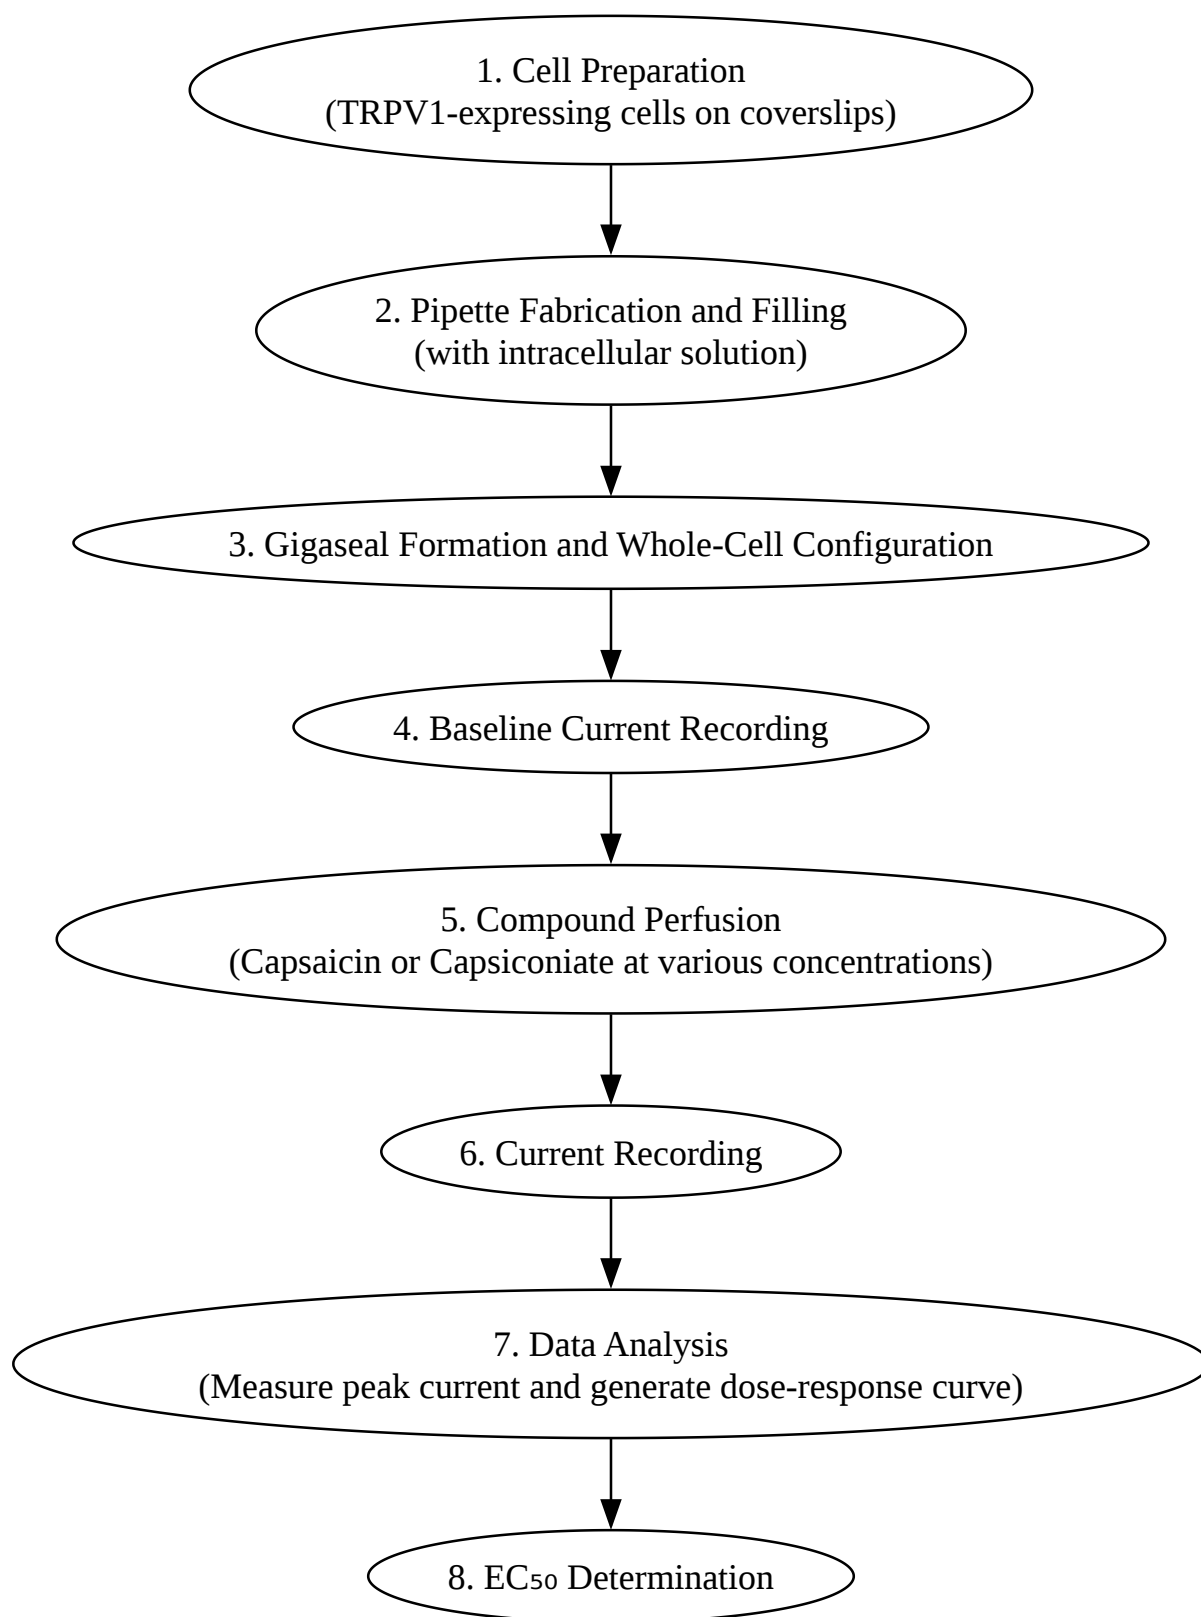 1. Cell Preparation
(TRPV1-expressing cells on coverslips)
2. Pipette Fabrication and Filling
(with intracellular solution)
3. Gigaseal Formation and Whole-Cell Configuration
4. Baseline Current Recording
5. Compound Perfusion
(Capsaicin or Capsiconiate at various concentrations)
6. Current Recording
7. Data Analysis
(Measure peak current and generate dose-response curve)
8. EC₅₀ Determination